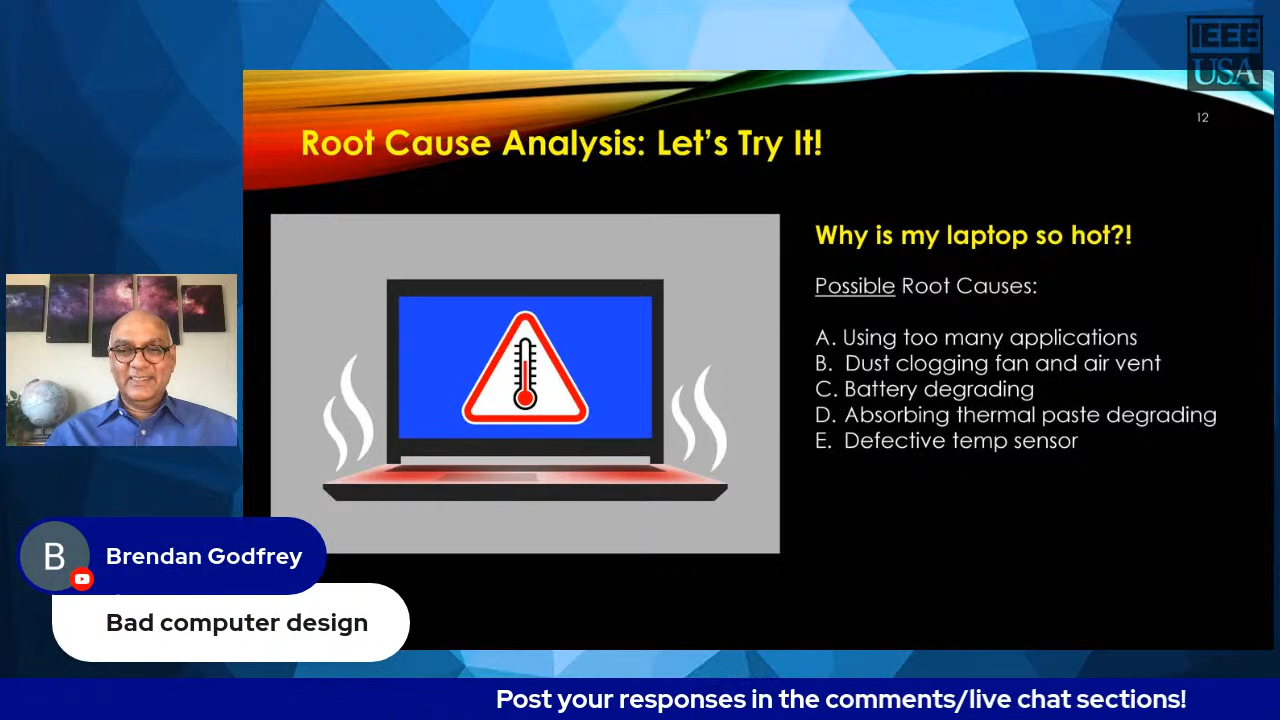 IEEE
USA
12
Root Cause Analysis: Let's Try It!
Why is my laptop so hot?!
Possible Root Causes:
A. Using too many applications
B. Dust clogging fan and air vent
C. Battery degrading
D. Absorbing thermal paste degrading
E. Defective temp sensor
B
Brendan Godfrey
Bad computer design
Post your responses in the comments/live chat sections!